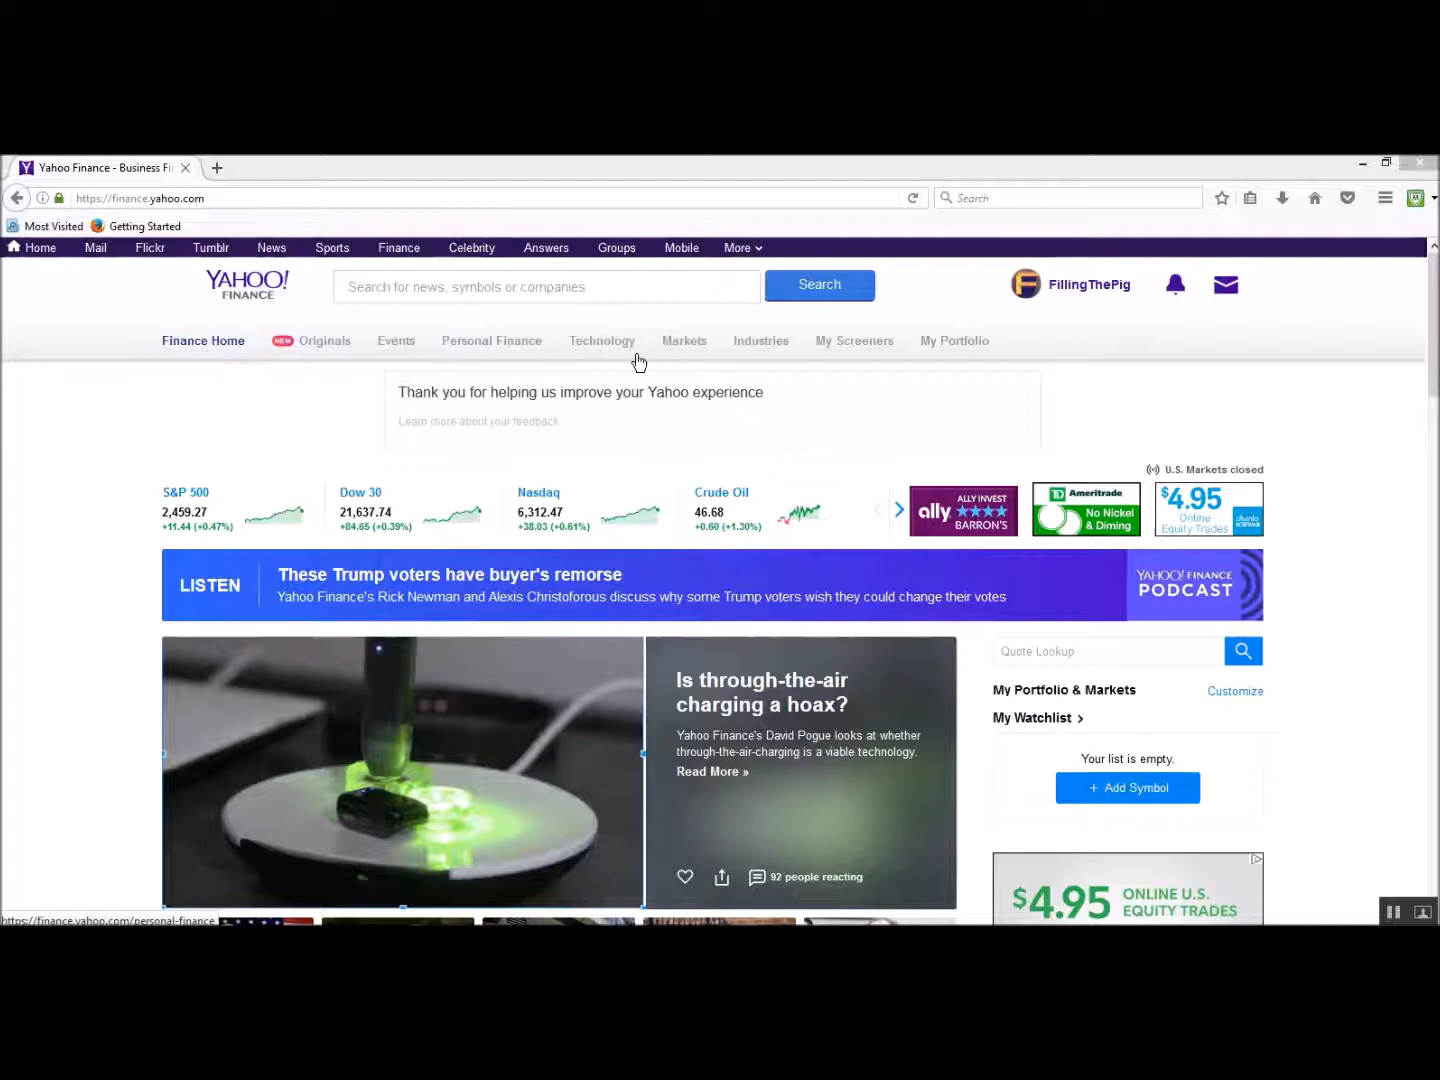 Yahoo Finance - Business Fi
https://finance.yahoo.com
Search
Most Visited Getting Started
Home Mail Flickr Tumblr News Sports Finance Celebrity Answers Groups Mobile More
YAHOO!
FINANCE
Search for news, symbols or companies
Search
FillingThePig
Finance Home NEW Originals Events Personal Finance Technology Markets Industries My Screeners My Portfolio
Thank you for helping us improve your Yahoo experience
Learn more about your feedback
U.S. Markets closed
S&P 500
2,459.27
+11.44 (+0.47%)
Dow 30
21,637.74
+84.65 (+0.39%)
Nasdaq
6,312.47
+38.03 (+0.61%)
Crude Oil
46.68
+0.60 (+1.30%)
ally
ALLY INVEST
BARRON'S
TD Ameritrade
No Nickel
& Diming
$4.95
Online
Equity Trades
charles
SCHWAB
LISTEN
These Trump voters have buyer's remorse
Yahoo Finance's Rick Newman and Alexis Christoforous discuss why some Trump voters wish they could change their votes
YAHOO! FINANCE
PODCAST
Is through-the-air
charging a hoax?
Yahoo Finance's David Pogue looks at whether
through-the-air-charging is a viable technology.
Read More »
92 people reacting
Quote Lookup
My Portfolio & Markets
Customize
My Watchlist >
Your list is empty.
+ Add Symbol
$4.95 ONLINE U.S.
EQUITY TRADES
https://finance.yahoo.com/personal-finance